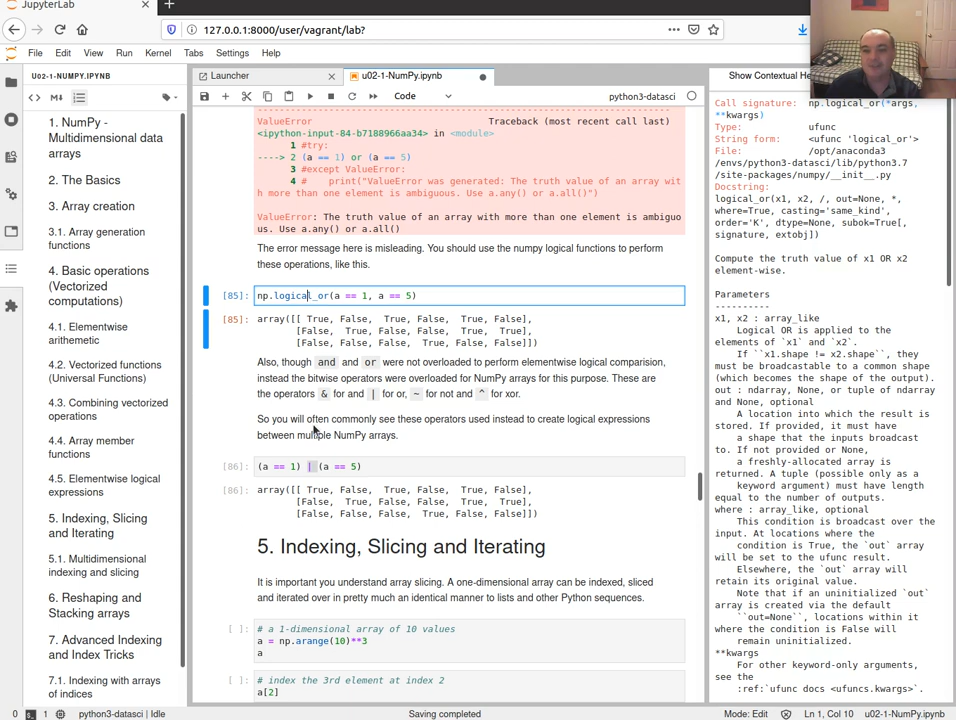 JupyterLab
127.0.0.1:8000/user/vagrant/lab?
File Edit View Run Kernel Tabs Settings Help
U02-1-NUMPY.IPYNB
Launcher
u02-1-NumPy.ipynb
Show Contextual He
Code
python3-datasci
1. NumPy -
Multidimensional data
arrays
2. The Basics
3. Array creation
3.1. Array generation
functions
4. Basic operations
(Vectorized
computations)
4.1. Elementwise
arithmetic
4.2. Vectorized functions
(Universal Functions)
4.3. Combining vectorized
operations
4.4. Array member
functions
4.5. Elementwise logical
expressions
5. Indexing, Slicing
and Iterating
5.1. Multidimensional
indexing and slicing
6. Reshaping and
Stacking arrays
7. Advanced Indexing
and Index Tricks
7.1. Indexing with arrays
of indices
ValueError Traceback (most recent call last)
<ipython-input-84-b7188966aa34> in <module>
1 #try:
----> 2 (a == 1) or (a == 5)
3 #except ValueError:
4 # print("ValueError was generated: The truth value of an array wit
h more than one element is ambiguous. Use a.any() or a.all()")
ValueError: The truth value of an array with more than one element is ambiguo
us. Use a.any() or a.all()
The error message here is misleading. You should use the numpy logical functions to perform
these operations, like this.
[85]: np.logical_or(a == 1, a == 5)
[85]: array([[ True, False, True, False, True, False],
[False, True, False, False, True, True],
[False, False, False, True, False, False]])
Also, though and and or were not overloaded to perform elementwise logical comparision,
instead the bitwise operators were overloaded for NumPy arrays for this purpose. These are
the operators & for and | for or, ~ for not and ^ for xor.
So you will often commonly see these operators used instead to create logical expressions
between multiple NumPy arrays.
[86]: (a == 1) | (a == 5)
[86]: array([[ True, False, True, False, True, False],
[False, True, False, False, True, True],
[False, False, False, True, False, False]])
5. Indexing, Slicing and Iterating
It is important you understand array slicing. A one-dimensional array can be indexed, sliced
and iterated over in pretty much an identical manner to lists and other Python sequences.
[ ]: # a 1-dimensional array of 10 values
a = np.arange(10)**3
a
[ ]: # index the 3rd element at index 2
a[2]
Call signature: np.logical_or(*args,
**kwargs)
Type: ufunc
String form: <ufunc 'logical_or'>
File: /opt/anaconda3
/envs/python3-datasci/lib/python3.7
/site-packages/numpy/__init__.py
Docstring:
logical_or(x1, x2, /, out=None, *,
where=True, casting='same_kind',
order='K', dtype=None, subok=True[,
signature, extobj])
Compute the truth value of x1 OR x2
element-wise.
Parameters
----------
x1, x2 : array_like
Logical OR is applied to the
elements of `x1` and `x2`.
If ``x1.shape != x2.shape``, they
must be broadcastable to a common shape
(which becomes the shape of the output).
out : ndarray, None, or tuple of ndarray
and None, optional
A location into which the result is
stored. If provided, it must have
a shape that the inputs broadcast
to. If not provided or None,
a freshly-allocated array is
returned. A tuple (possible only as a
keyword argument) must have length
equal to the number of outputs.
where : array_like, optional
This condition is broadcast over the
input. At locations where the
condition is True, the `out` array
will be set to the ufunc result.
Elsewhere, the `out` array will
retain its original value.
Note that if an uninitialized `out`
array is created via the default
``out=None``, locations within it
where the condition is False will
remain uninitialized.
**kwargs
For other keyword-only arguments,
see the
:ref:`ufunc docs <ufuncs.kwargs>`.
0 1 python3-datasci | Idle Saving completed Mode: Edit Ln 1, Col 10 u02-1-NumPy.ipynb